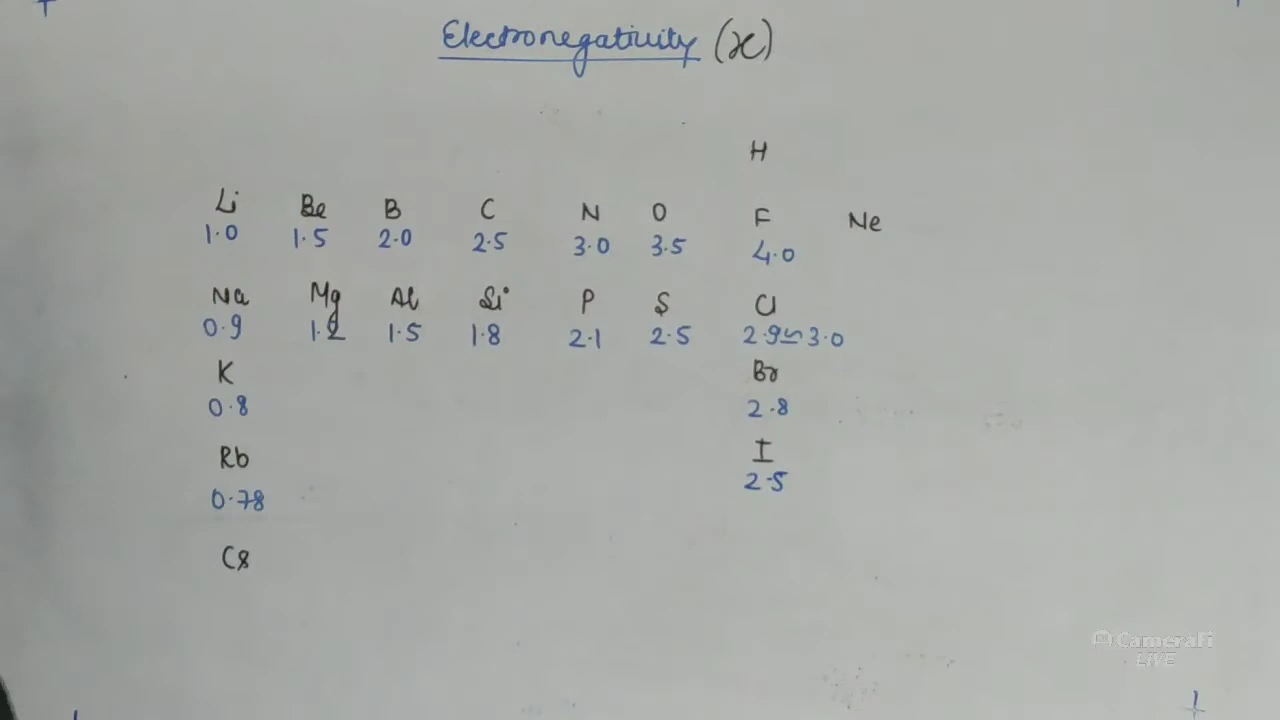 Electronegativity (x)
H
Li Be B C N O F Ne
1.0 1.5 2.0 2.5 3.0 3.5 4.0
Na Mg Al Si P S Cl
0.9 1.2 1.5 1.8 2.1 2.5 2.9≃3.0
K Br
0.8 2.8
Rb I
0.78 2.5
Cs
CameraFi
LIVE